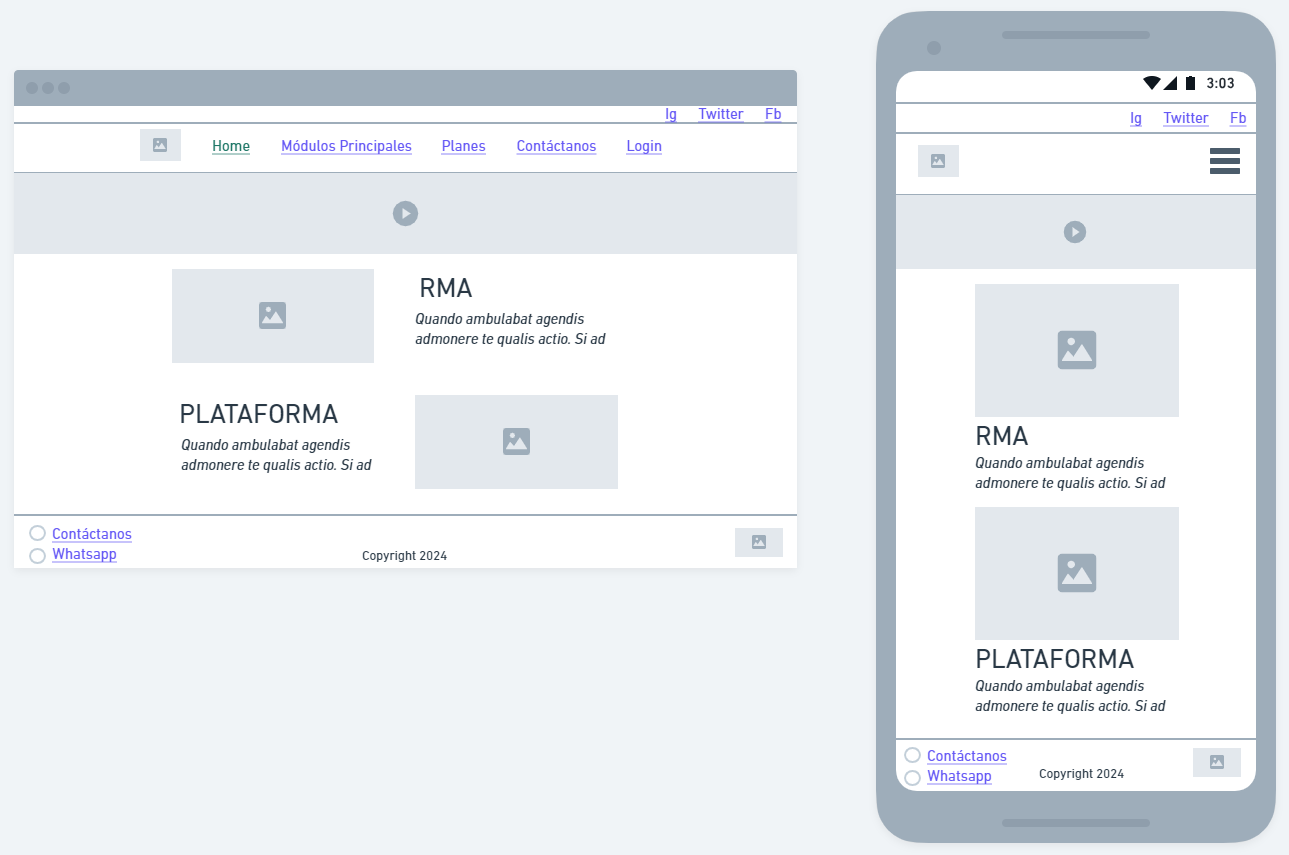 Ig Twitter Fb
Home Módulos Principales Planes Contáctanos Login
RMA
Quando ambulabat agendis
admonere te qualis actio. Si ad
PLATAFORMA
Quando ambulabat agendis
admonere te qualis actio. Si ad
Contáctanos
Whatsapp
Copyright 2024
3:03
Ig Twitter Fb
RMA
Quando ambulabat agendis
admonere te qualis actio. Si ad
PLATAFORMA
Quando ambulabat agendis
admonere te qualis actio. Si ad
Contáctanos
Whatsapp
Copyright 2024